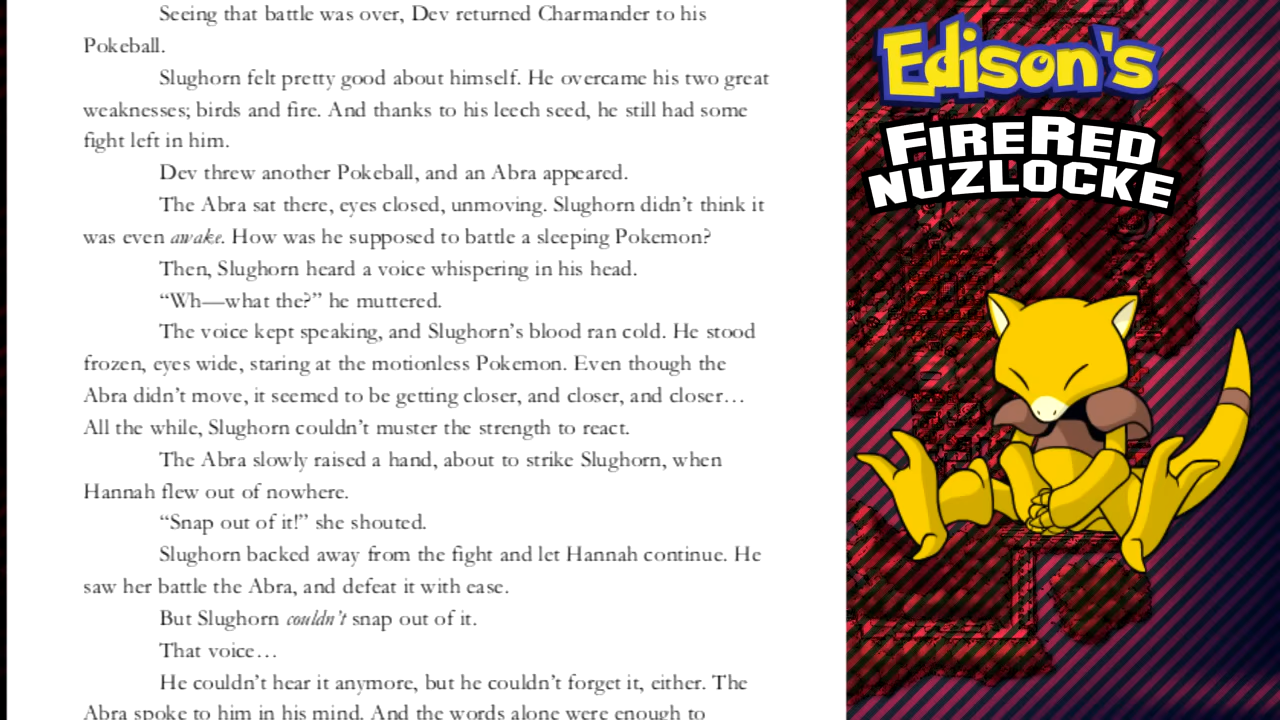 Seeing that battle was over, Dev returned Charmander to his
Pokeball.
Slughorn felt pretty good about himself. He overcame his two great
weaknesses; birds and fire. And thanks to his leech seed, he still had some
fight left in him.
Dev threw another Pokeball, and an Abra appeared.
The Abra sat there, eyes closed, unmoving. Slughorn didn't think it
was even awake. How was he supposed to battle a sleeping Pokemon?
Then, Slughorn heard a voice whispering in his head.
“Wh—what the?” he muttered.
The voice kept speaking, and Slughorn's blood ran cold. He stood
frozen, eyes wide, staring at the motionless Pokemon. Even though the
Abra didn't move, it seemed to be getting closer, and closer, and closer…
All the while, Slughorn couldn't muster the strength to react.
The Abra slowly raised a hand, about to strike Slughorn, when
Hannah flew out of nowhere.
“Snap out of it!” she shouted.
Slughorn backed away from the fight and let Hannah continue. He
saw her battle the Abra, and defeat it with ease.
But Slughorn couldn't snap out of it.
That voice…
He couldn't hear it anymore, but he couldn't forget it, either. The
Abra spoke to him in his mind. And the words alone were enough to
Edison's
FIRERED
NUZLOCKE